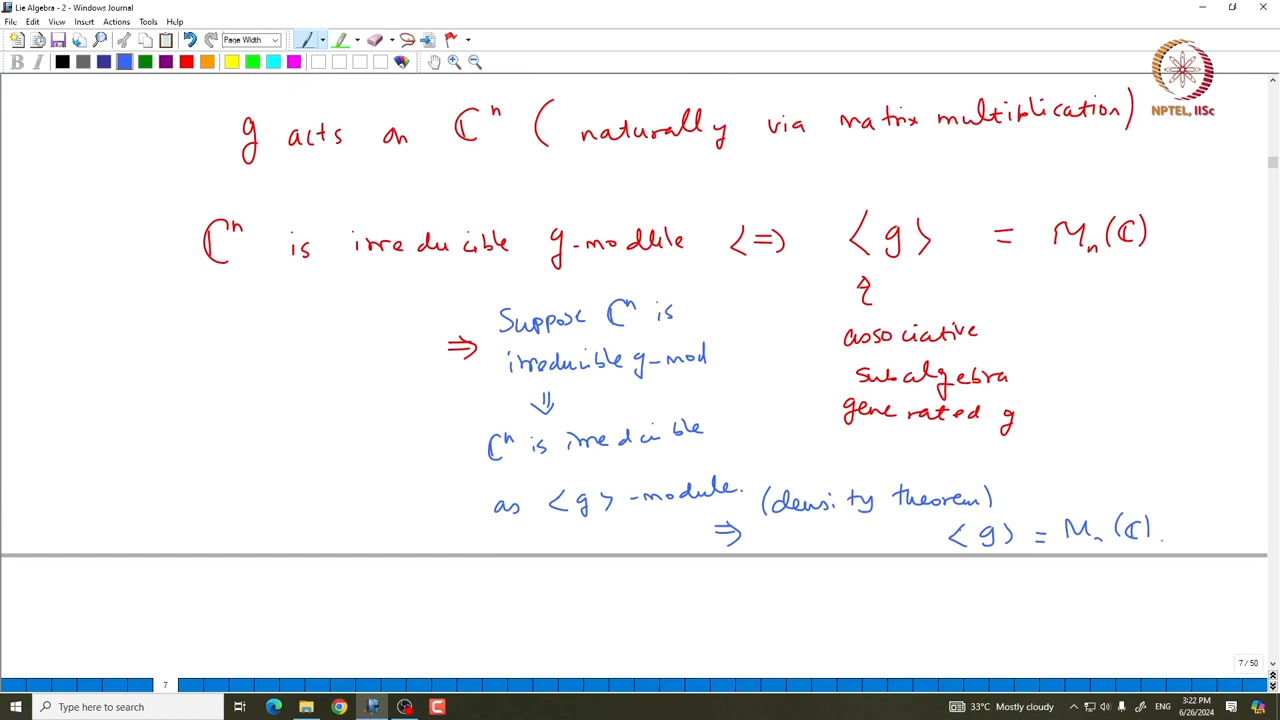 Lie Algebra - 2 - Windows Journal
File Edit View Insert Actions Tools Help
Page Width
B I
NPTEL, IISc
g acts on ℂⁿ ( naturally via matrix multiplication)
ℂⁿ is irreducible g-module <=> <g> = Mₙ(ℂ)
associative
subalgebra
generated g
⇒ Suppose ℂⁿ is
irreducible g-mod
⇓
ℂⁿ is irreducible
as <g> -module. (density theorem)
⇒ <g> = Mₙ(ℂ).
7 / 50
7
Type here to search
33°C Mostly cloudy
3:22 PM
6/26/2024